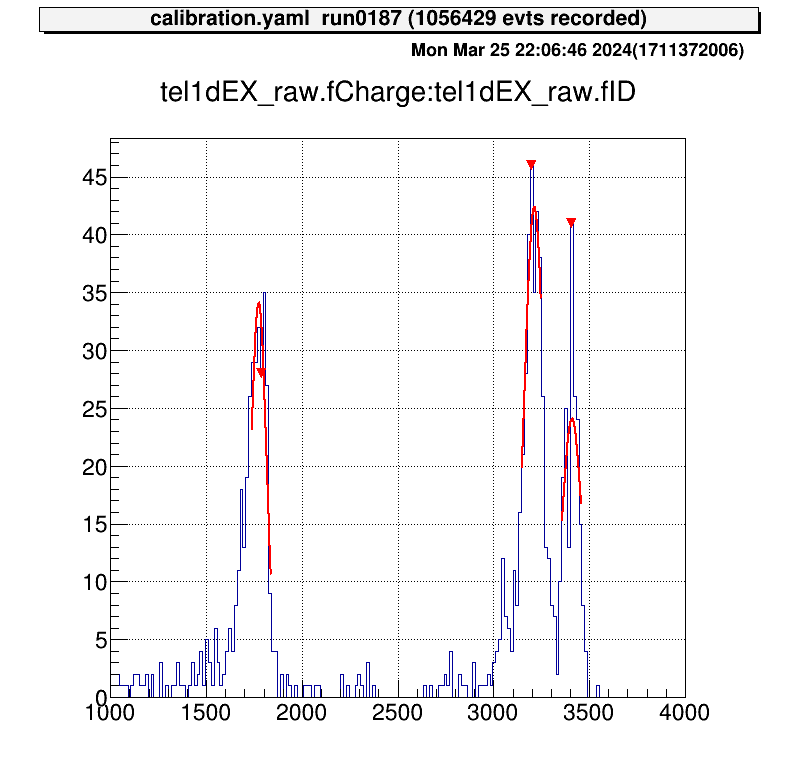 calibration.yaml run0187 (1056429 evts recorded)
Mon Mar 25 22:06:46 2024(1711372006)
tel1dEX_raw.fCharge:tel1dEX_raw.fID
45
40
35
30
25
20
15
10
5
0
1000 1500 2000 2500 3000 3500 4000